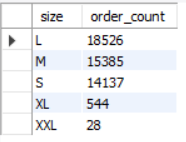 size order_count
L 18526
M 15385
S 14137
XL 544
XXL 28